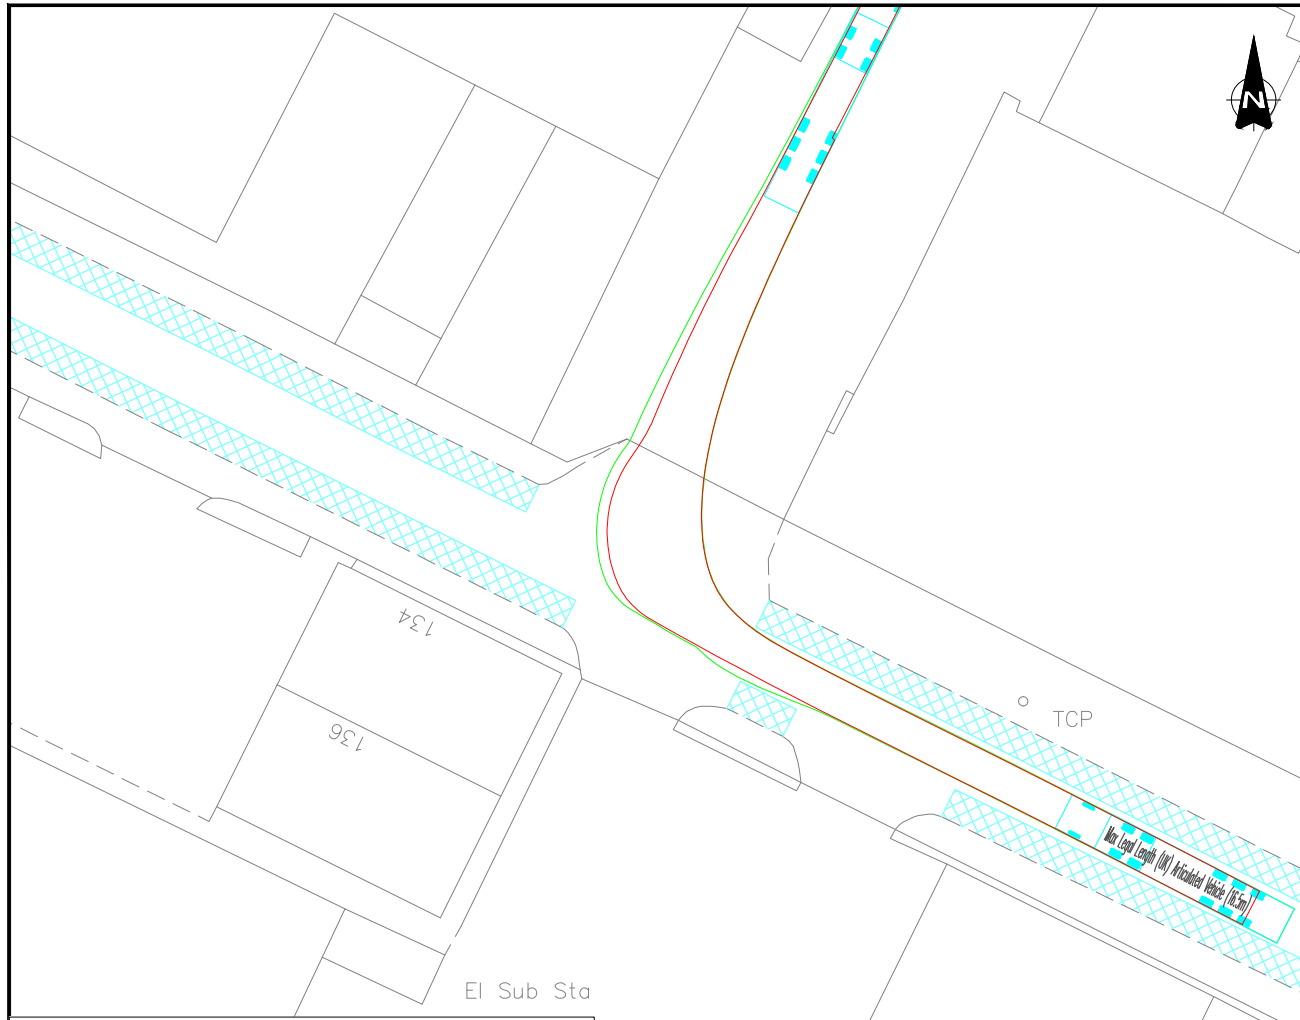 N
134
136
TCP
Max Legal Length (UK) Articulated Vehicle (16.5m)
El Sub Sta